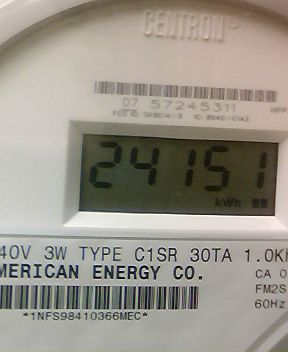 CENTRON
07 57245311
24151
kWh
40V 3W TYPE C1SR 30TA 1.0K
MERICAN ENERGY CO.
CA 0
FM2S
60Hz
*1NFS98410366MEC*